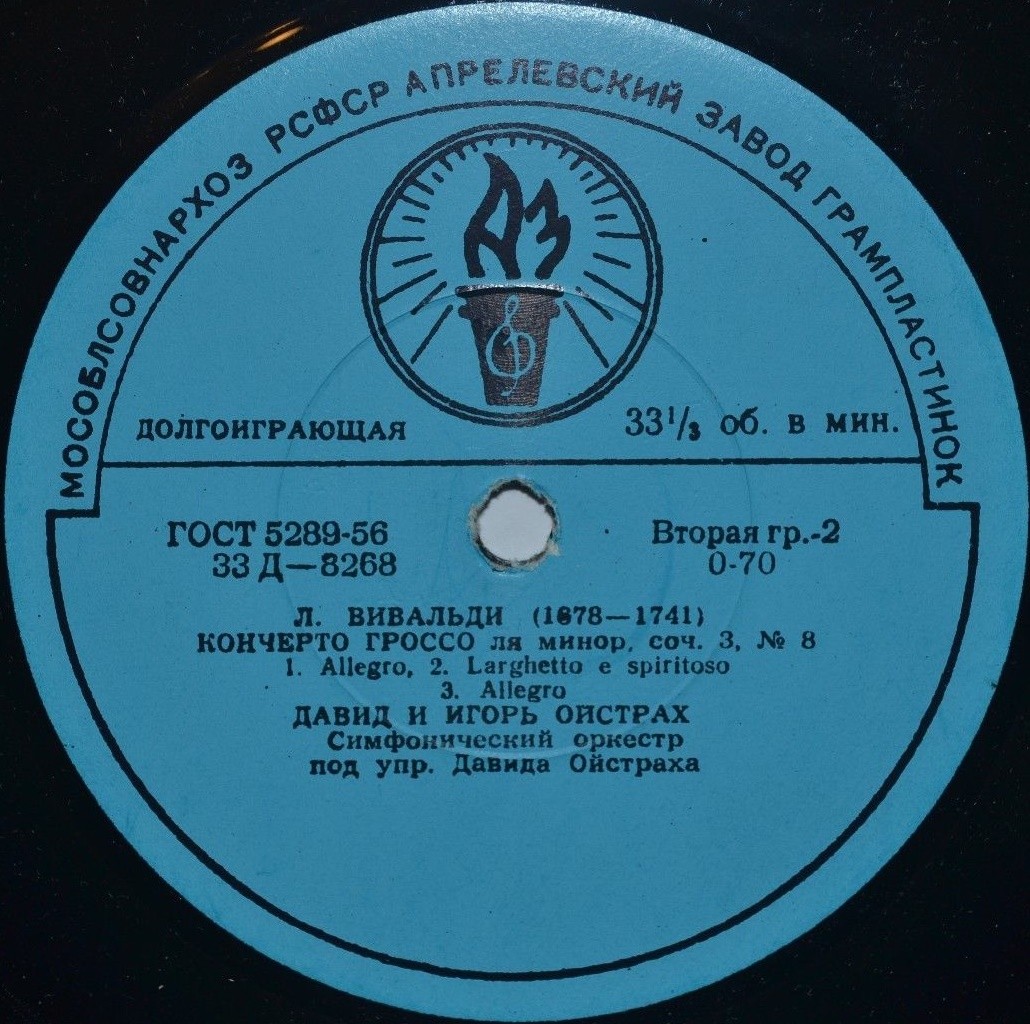 МОСОБЛСОВНАРХОЗ РСФСР АПРЕЛЕВСКИЙ ЗАВОД ГРАМПЛАСТИНОК
АЗ
ДОЛГОИГРАЮЩАЯ 33⅓ об. в мин.
ГОСТ 5289-56 Вторая гр.-2
33 Д—8268 0-70
Л. ВИВАЛЬДИ (1678—1741)
КОНЧЕРТО ГРОССО ля минор, соч. 3, № 8
1. Allegro, 2. Larghetto e spiritoso
3. Allegro
ДАВИД И ИГОРЬ ОЙСТРАХ
Симфонический оркестр
под упр. Давида Ойстраха